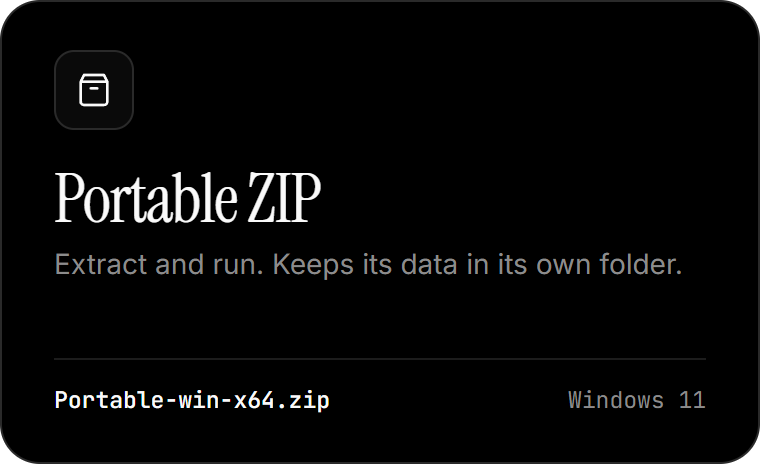 Portable ZIP
Extract and run. Keeps its data in its own folder.
Portable-win-x64.zip
Windows 11